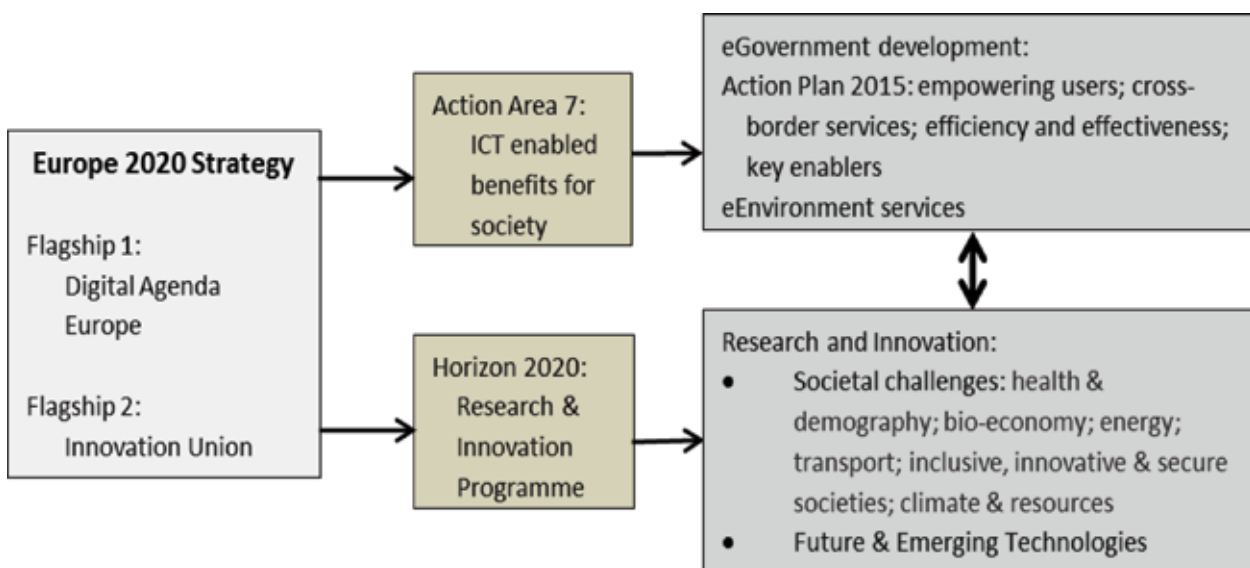 Europe 2020 Strategy
Flagship 1:
Digital Agenda
Europe
Flagship 2:
Innovation Union
Action Area 7:
ICT enabled
benefits for
society
Horizon 2020:
Research &
Innovation
Programme
eGovernment development:
Action Plan 2015: empowering users; cross-
border services; efficiency and effectiveness;
key enablers
eEnvironment services
Research and Innovation:
• Societal challenges: health &
demography; bio-economy; energy;
transport; inclusive, innovative & secure
societies; climate & resources
• Future & Emerging Technologies